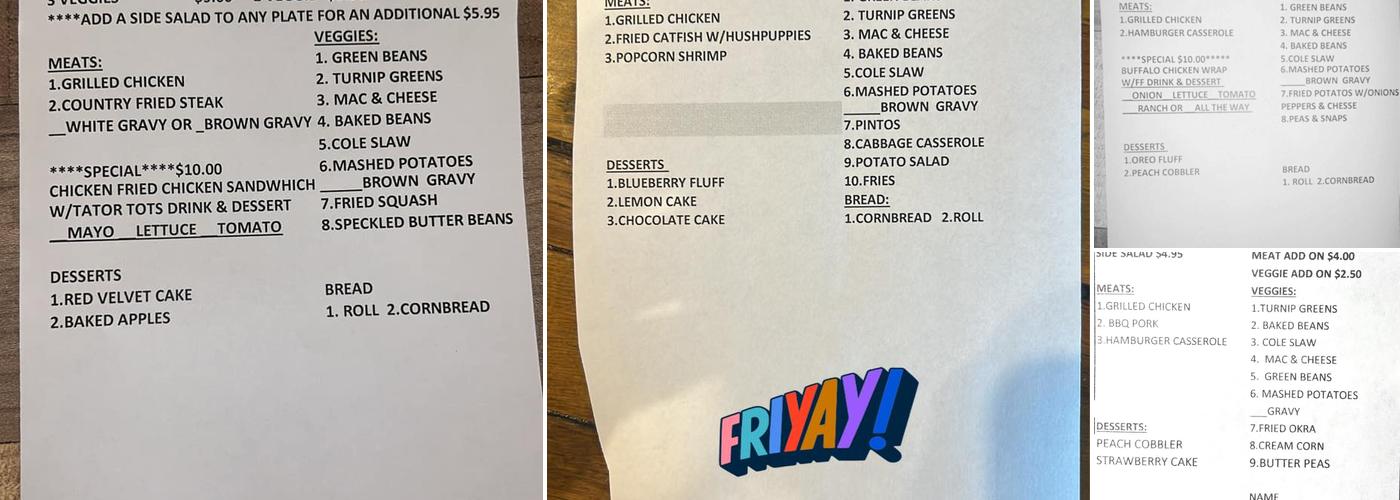 ****ADD A SIDE SALAD TO ANY PLATE FOR AN ADDITIONAL $5.95
VEGGIES:
MEATS:
1. GREEN BEANS
1.GRILLED CHICKEN
2. TURNIP GREENS
2.COUNTRY FRIED STEAK
3. MAC & CHEESE
__WHITE GRAVY OR _BROWN GRAVY
4. BAKED BEANS
5.COLE SLAW
****SPECIAL****$10.00
6.MASHED POTATOES
CHICKEN FRIED CHICKEN SANDWHICH
_____BROWN GRAVY
W/TATOR TOTS DRINK & DESSERT
7.FRIED SQUASH
__MAYO __LETTUCE __TOMATO
8.SPECKLED BUTTER BEANS
DESSERTS
BREAD
1.RED VELVET CAKE
1. ROLL 2.CORNBREAD
2.BAKED APPLES
MEATS:
1.GRILLED CHICKEN
2.FRIED CATFISH W/HUSHPUPPIES
3.POPCORN SHRIMP
2. TURNIP GREENS
3. MAC & CHEESE
4. BAKED BEANS
5.COLE SLAW
6.MASHED POTATOES
____BROWN GRAVY
7.PINTOS
8.CABBAGE CASSEROLE
9.POTATO SALAD
10.FRIES
BREAD:
1.CORNBREAD 2.ROLL
DESSERTS
1.BLUEBERRY FLUFF
2.LEMON CAKE
3.CHOCOLATE CAKE
FRIYAY!
MEATS:
1.GRILLED CHICKEN
2.HAMBURGER CASSEROLE
****SPECIAL $10.00*****
BUFFALO CHICKEN WRAP
W/FF DRINK & DESSERT
__ONION __LETTUCE __TOMATO
___RANCH OR __ALL THE WAY
DESSERTS
1.OREO FLUFF
2.PEACH COBBLER
1. GREEN BEANS
2. TURNIP GREENS
3. MAC & CHEESE
4. BAKED BEANS
5.COLE SLAW
6.MASHED POTATOES
____BROWN GRAVY
7.FRIED POTATOS W/ONIONS
PEPPERS & CHESSE
8.PEAS & SNAPS
BREAD
1. ROLL 2.CORNBREAD
SIDE SALAD $4.95
MEATS:
1.GRILLED CHICKEN
2. BBQ PORK
3.HAMBURGER CASSEROLE
DESSERTS:
PEACH COBBLER
STRAWBERRY CAKE
MEAT ADD ON $4.00
VEGGIE ADD ON $2.50
VEGGIES:
1.TURNIP GREENS
2. BAKED BEANS
3. COLE SLAW
4. MAC & CHEESE
5. GREEN BEANS
6. MASHED POTATOES
___GRAVY
7.FRIED OKRA
8.CREAM CORN
9.BUTTER PEAS
NAME